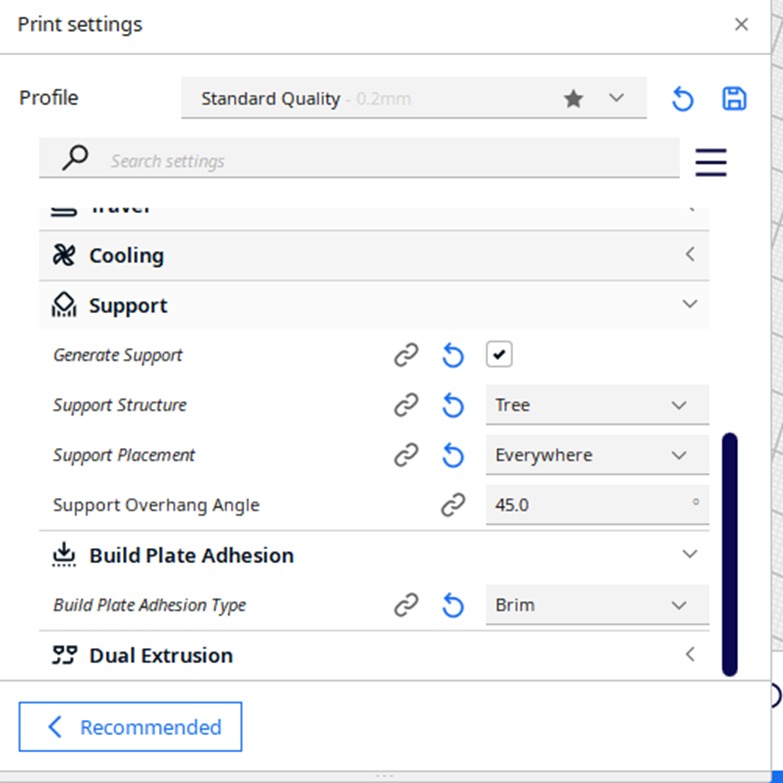 Print settings
Profile
Standard Quality - 0.2mm
Search settings
Travel
Cooling
Support
Generate Support
Support Structure Tree
Support Placement Everywhere
Support Overhang Angle 45.0 °
Build Plate Adhesion
Build Plate Adhesion Type Brim
Dual Extrusion
Recommended